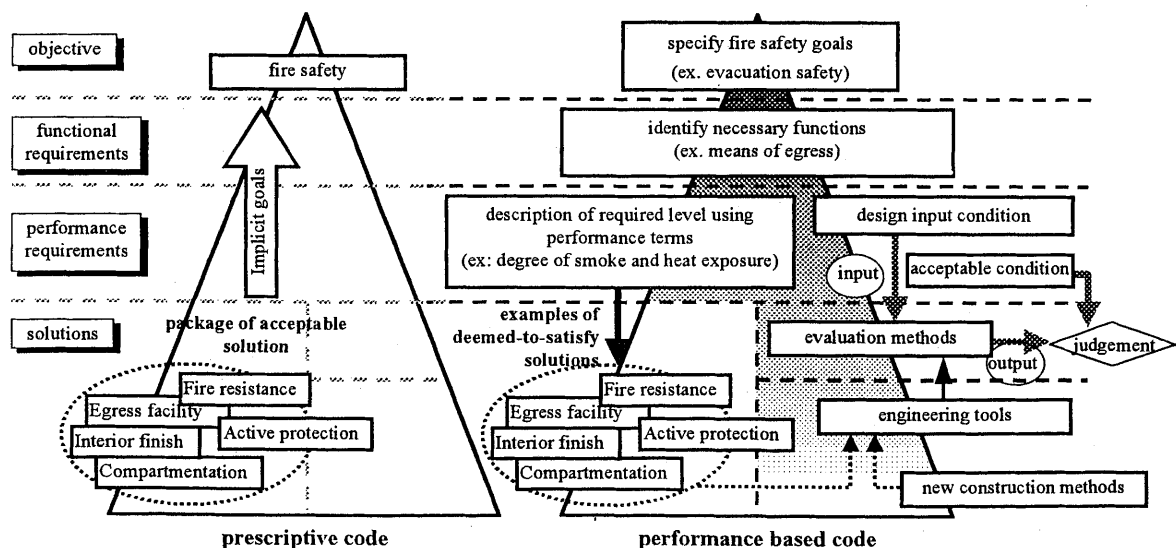 objective
functional
requirements
performance
requirements
solutions
fire safety
Implicit goals
package of acceptable
solution
Fire resistance
Egress facility
Active protection
Interior finish
Compartmentation
prescriptive code
specify fire safety goals
(ex. evacuation safety)
identify necessary functions
(ex. means of egress)
description of required level using
performance terms
(ex: degree of smoke and heat exposure)
design input condition
input
acceptable condition
examples of
deemed-to-satisfy
solutions
evaluation methods
output
judgement
Fire resistance
Egress facility
Active protection
Interior finish
Compartmentation
engineering tools
new construction methods
performance based code